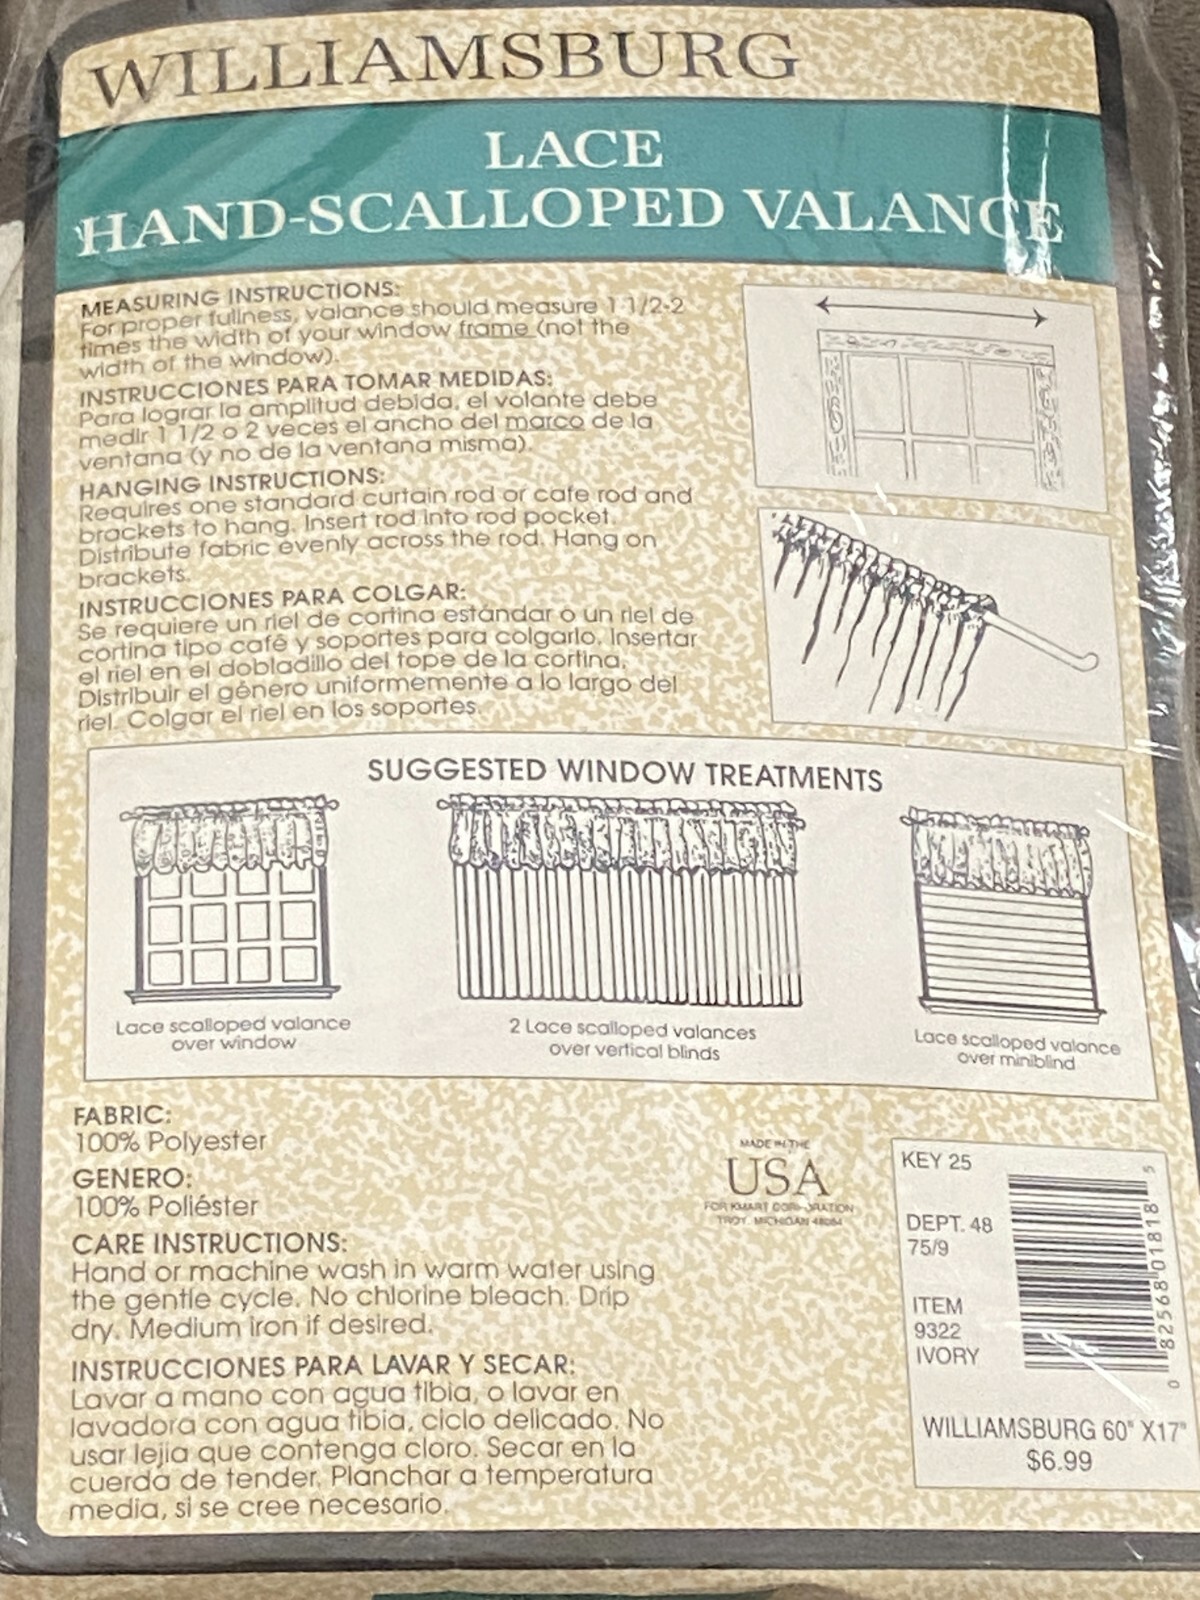 WILLIAMSBURG
LACE
HAND-SCALLOPED VALANCE
MEASURING INSTRUCTIONS:
For proper fullness, valance should measure 1 1/2-2
times the width of your window frame (not the
width of the window).
INSTRUCCIONES PARA TOMAR MEDIDAS:
Para lograr la amplitud debida, el volante debe
medir 1 1/2 o 2 veces el ancho del marco de la
ventana (y no de la ventana misma).
HANGING INSTRUCTIONS:
Requires one standard curtain rod or cafe rod and
brackets to hang. Insert rod into rod pocket.
Distribute fabric evenly across the rod. Hang on
brackets.
INSTRUCCIONES PARA COLGAR:
Se requiere un riel de cortina estándar o un riel de
cortina tipo café y soportes para colgarlo. Insertar
el riel en el dobladillo del tope de la cortina.
Distribuir el género uniformemente a lo largo del
riel. Colgar el riel en los soportes.
SUGGESTED WINDOW TREATMENTS
Lace scalloped valance
over window
2 Lace scalloped valances
over vertical blinds
Lace scalloped valance
over miniblind
FABRIC:
100% Polyester
GENERO:
100% Poliéster
CARE INSTRUCTIONS:
Hand or machine wash in warm water using
the gentle cycle. No chlorine bleach. Drip
dry. Medium iron if desired.
INSTRUCCIONES PARA LAVAR Y SECAR:
Lavar a mano con agua tibia, o lavar en
lavadora con agua tibia, ciclo delicado. No
usar lejia que contenga cloro. Secar en la
cuerda de tender. Planchar a temperatura
media, si se cree necesario.
MADE IN THE
USA
FOR KMART CORPORATION
TROY, MICHIGAN 48084
KEY 25
DEPT. 48
75/9
ITEM
9322
IVORY
0 82568 01818 5
WILLIAMSBURG 60" X17"
$6.99